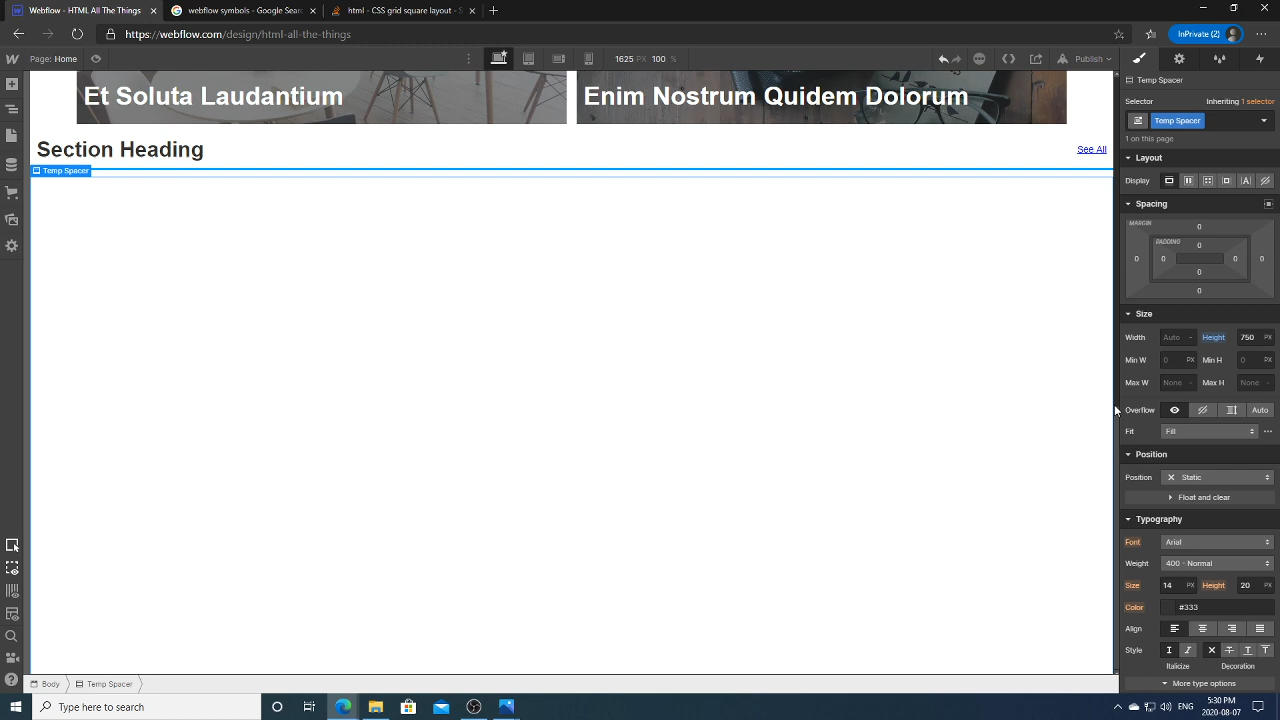 Webflow - HTML All The Things
webflow symbols - Google Searc
html - CSS grid square layout - S
https://webflow.com/design/html-all-the-things
InPrivate (2)
Page: Home
1625 PX 100 %
Publish
Et Soluta Laudantium
Enim Nostrum Quidem Dolorum
Section Heading
See All
Temp Spacer
Temp Spacer
Selector
Inheriting 1 selector
Temp Spacer
1 on this page
Layout
Display
Spacing
MARGIN
0
PADDING
0
0 0 0 0
0
0
Size
Width Auto - Height 750 PX
Min W 0 PX Min H 0 PX
Max W None - Max H None -
Overflow Auto
Fit Fill
Position
Position Static
Float and clear
Typography
Font Arial
Weight 400 - Normal
Size 14 PX Height 20 PX
Color #333
Align
Style
Italicize Decoration
More type options
Body Temp Spacer
Type here to search
ENG
5:30 PM
2020-08-07